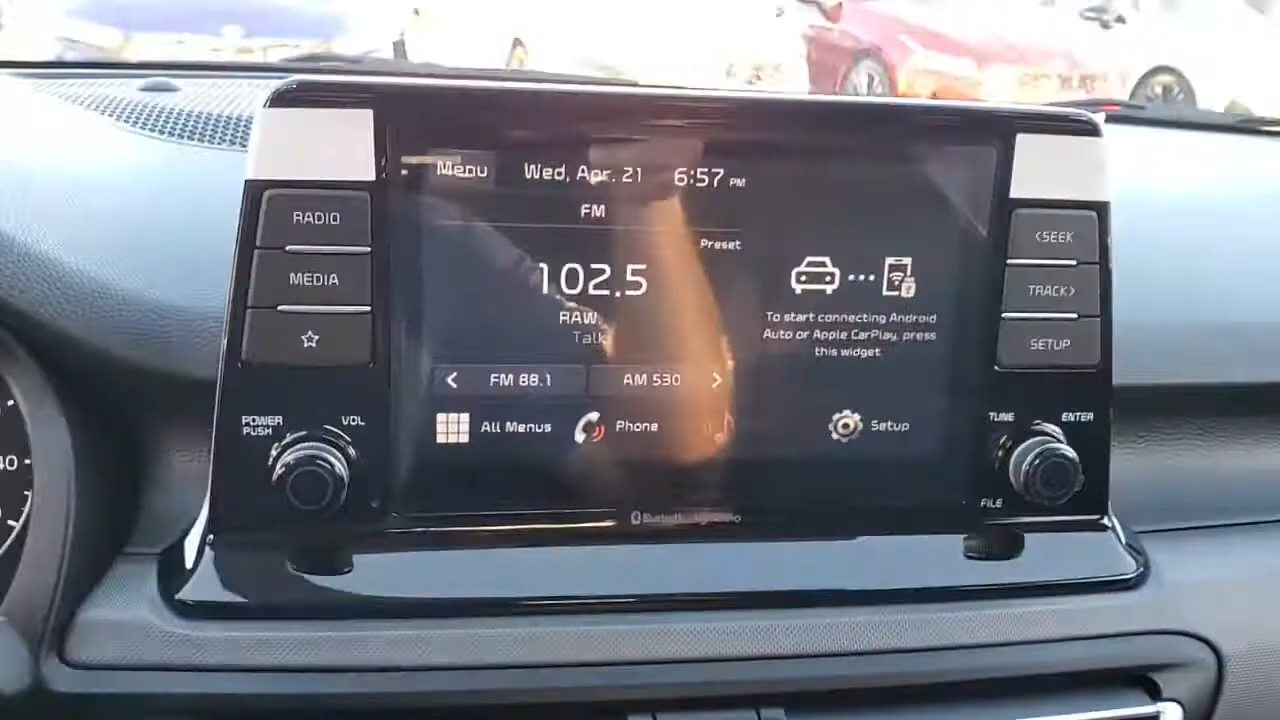 Menu Wed, Apr. 21 6:57 PM
FM
Preset
102.5
RAW
Talk
FM 88.1 AM 530
All Menus Phone Setup
To start connecting Android
Auto or Apple CarPlay, press
this widget
RADIO
MEDIA
POWER
PUSH
VOL
<SEEK
TRACK>
SETUP
TUNE ENTER
FILE
Bluetooth
40